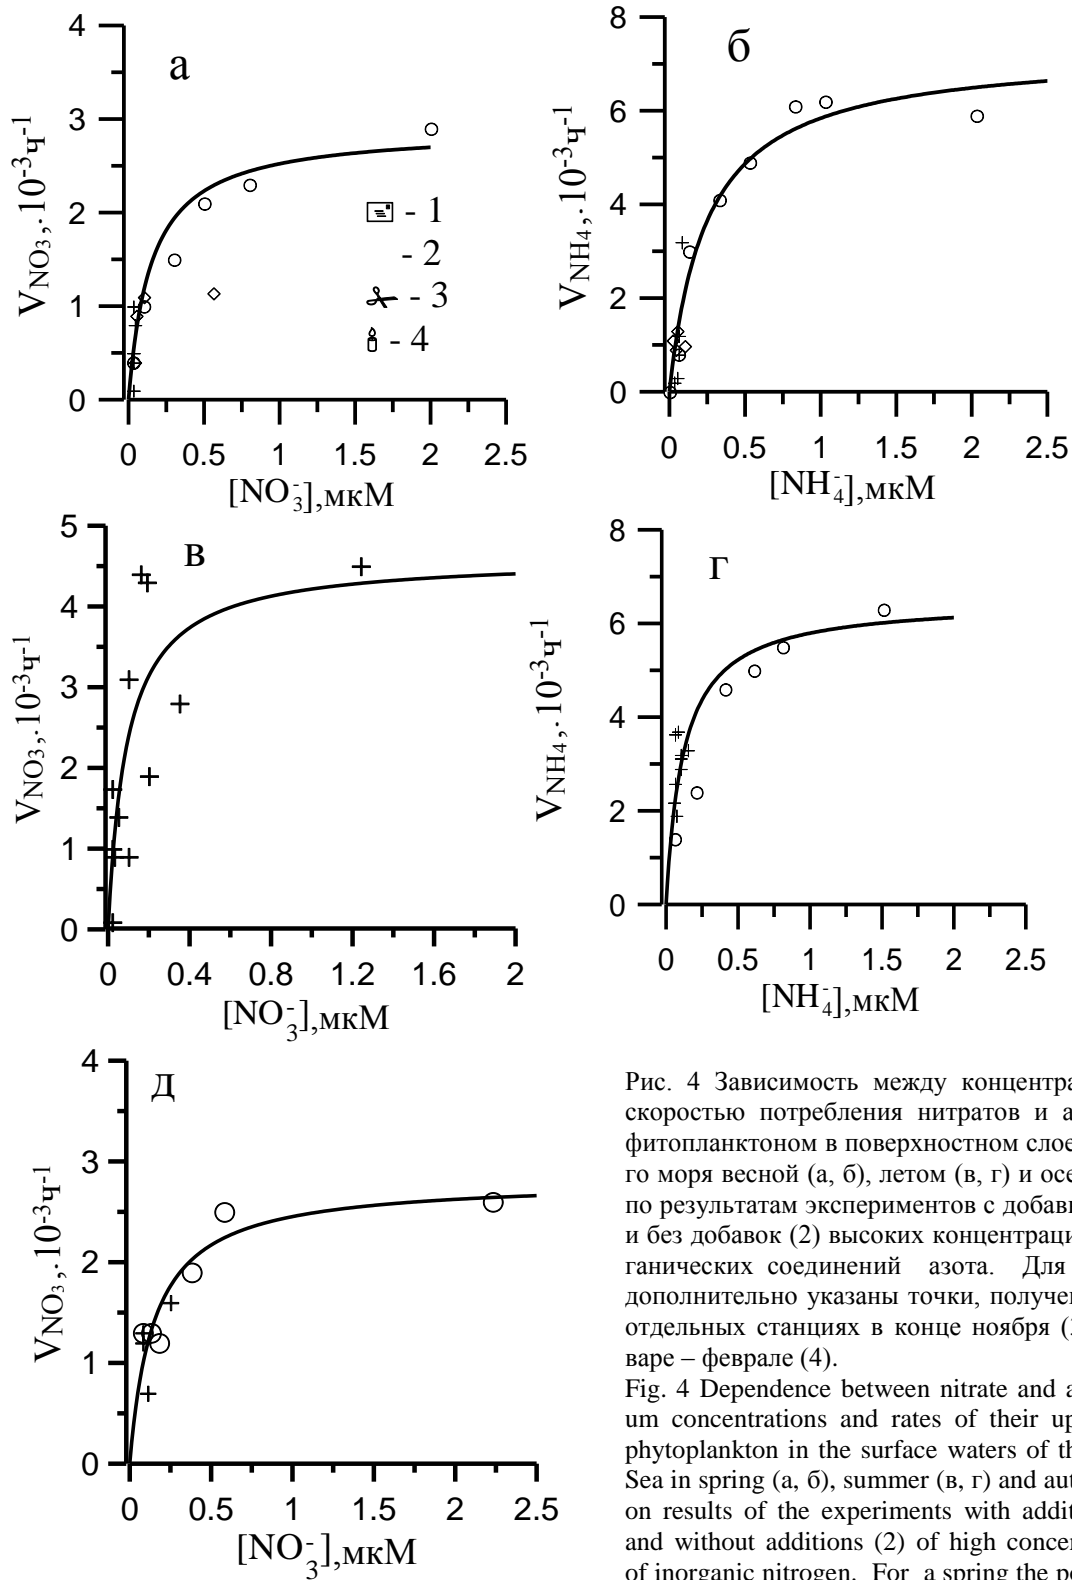 4
3
2
1
0
а
V NO3, . 10-3ч-1
- 1
- 2
- 3
- 4
0 0.5 1 1.5 2 2.5
[NO3-],мкМ
8
6
4
2
0
б
V NH4, . 10-3ч-1
0 0.5 1 1.5 2 2.5
[NH4-],мкМ
5
4
3
2
1
0
в
V NO3, . 10-3ч-1
0 0.4 0.8 1.2 1.6 2
[NO3-],мкМ
8
6
4
2
0
г
V NH4, . 10-3ч-1
0 0.5 1 1.5 2 2.5
[NH4-],мкМ
4
3
2
1
0
д
V NO3, . 10-3ч-1
0 0.5 1 1.5 2 2.5
[NO3-],мкМ
Рис. 4 Зависимость между концентра
скоростью потребления нитратов и а
фитопланктоном в поверхностном слое
го моря весной (а, б), летом (в, г) и осе
по результатам экспериментов с добави
и без добавок (2) высоких концентраци
ганических соединений азота. Для
дополнительно указаны точки, получен
отдельных станциях в конце ноября (
варе – феврале (4).
Fig. 4 Dependence between nitrate and a
um concentrations and rates of their up
phytoplankton in the surface waters of th
Sea in spring (а, б), summer (в, г) and aut
on results of the experiments with addit
and without additions (2) of high concer
of inorganic nitrogen. For a spring the po